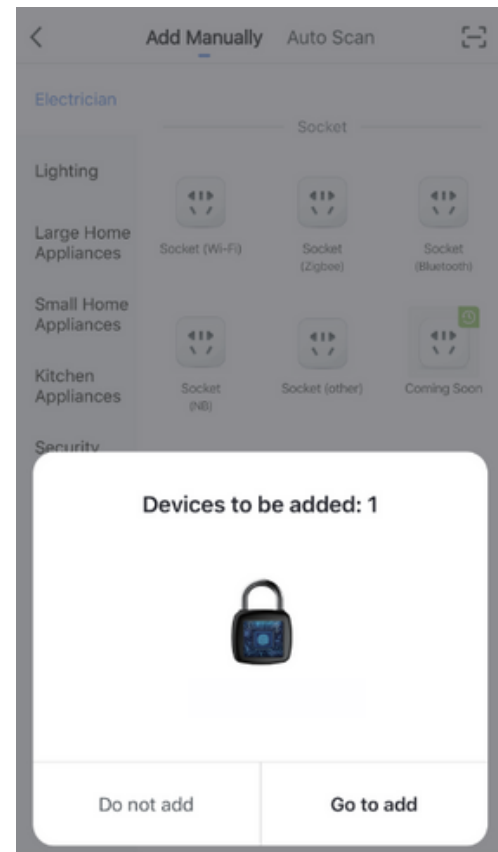 Add Manually Auto Scan
Electrician
Socket
Lighting
Socket (Wi-Fi)
Socket
(Zigbee)
Socket
(Bluetooth)
Large Home
Appliances
Small Home
Appliances
Socket
(NB)
Socket (other)
Coming Soon
Kitchen
Appliances
Security
Devices to be added: 1
Do not add
Go to add